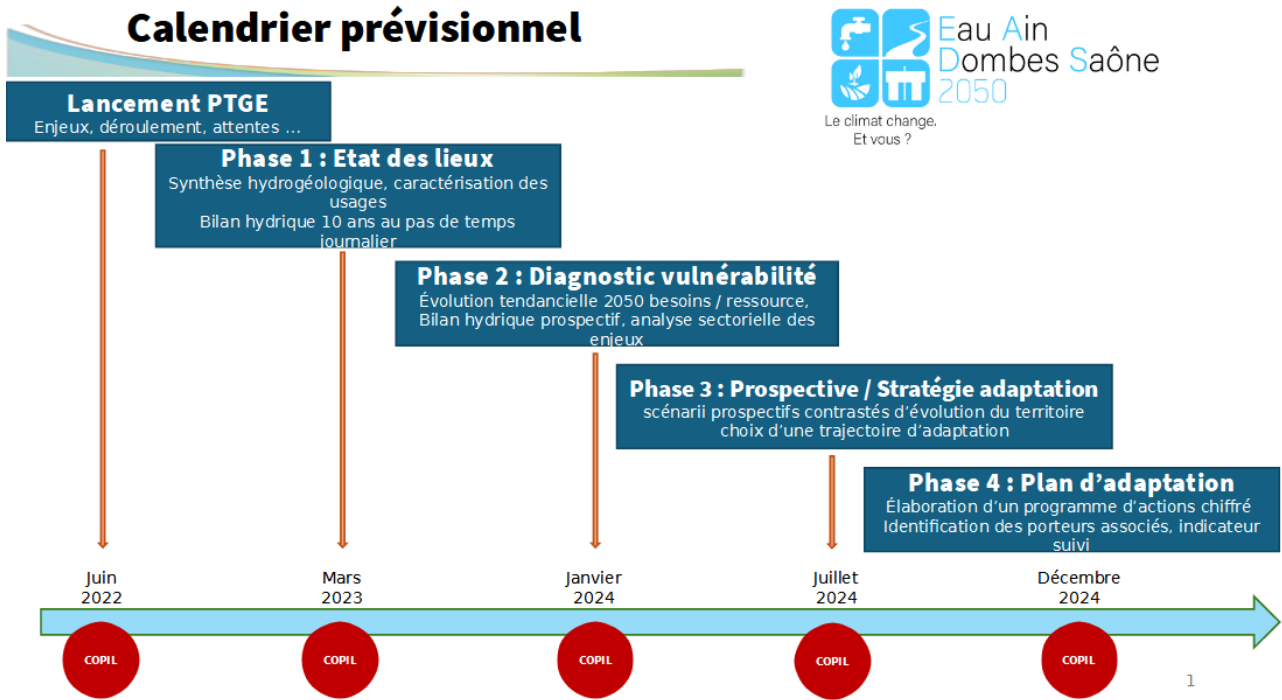 Calendrier prévisionnel
Eau Ain
Dombes Saône
2050
Le climat change.
Et vous ?
Lancement PTGE
Enjeux, déroulement, attentes ...
Phase 1 : Etat des lieux
Synthèse hydrogéologique, caractérisation des
usages
Bilan hydrique 10 ans au pas de temps
journalier
Phase 2 : Diagnostic vulnérabilité
Évolution tendancielle 2050 besoins / ressource,
Bilan hydrique prospectif, analyse sectorielle des
enjeux
Phase 3 : Prospective / Stratégie adaptation
scénarii prospectifs contrastés d’évolution du territoire
choix d’une trajectoire d’adaptation
Phase 4 : Plan d’adaptation
Élaboration d’un programme d’actions chiffré
Identification des porteurs associés, indicateur
suivi
Juin
2022
Mars
2023
Janvier
2024
Juillet
2024
Décembre
2024
COPIL
COPIL
COPIL
COPIL
COPIL
1